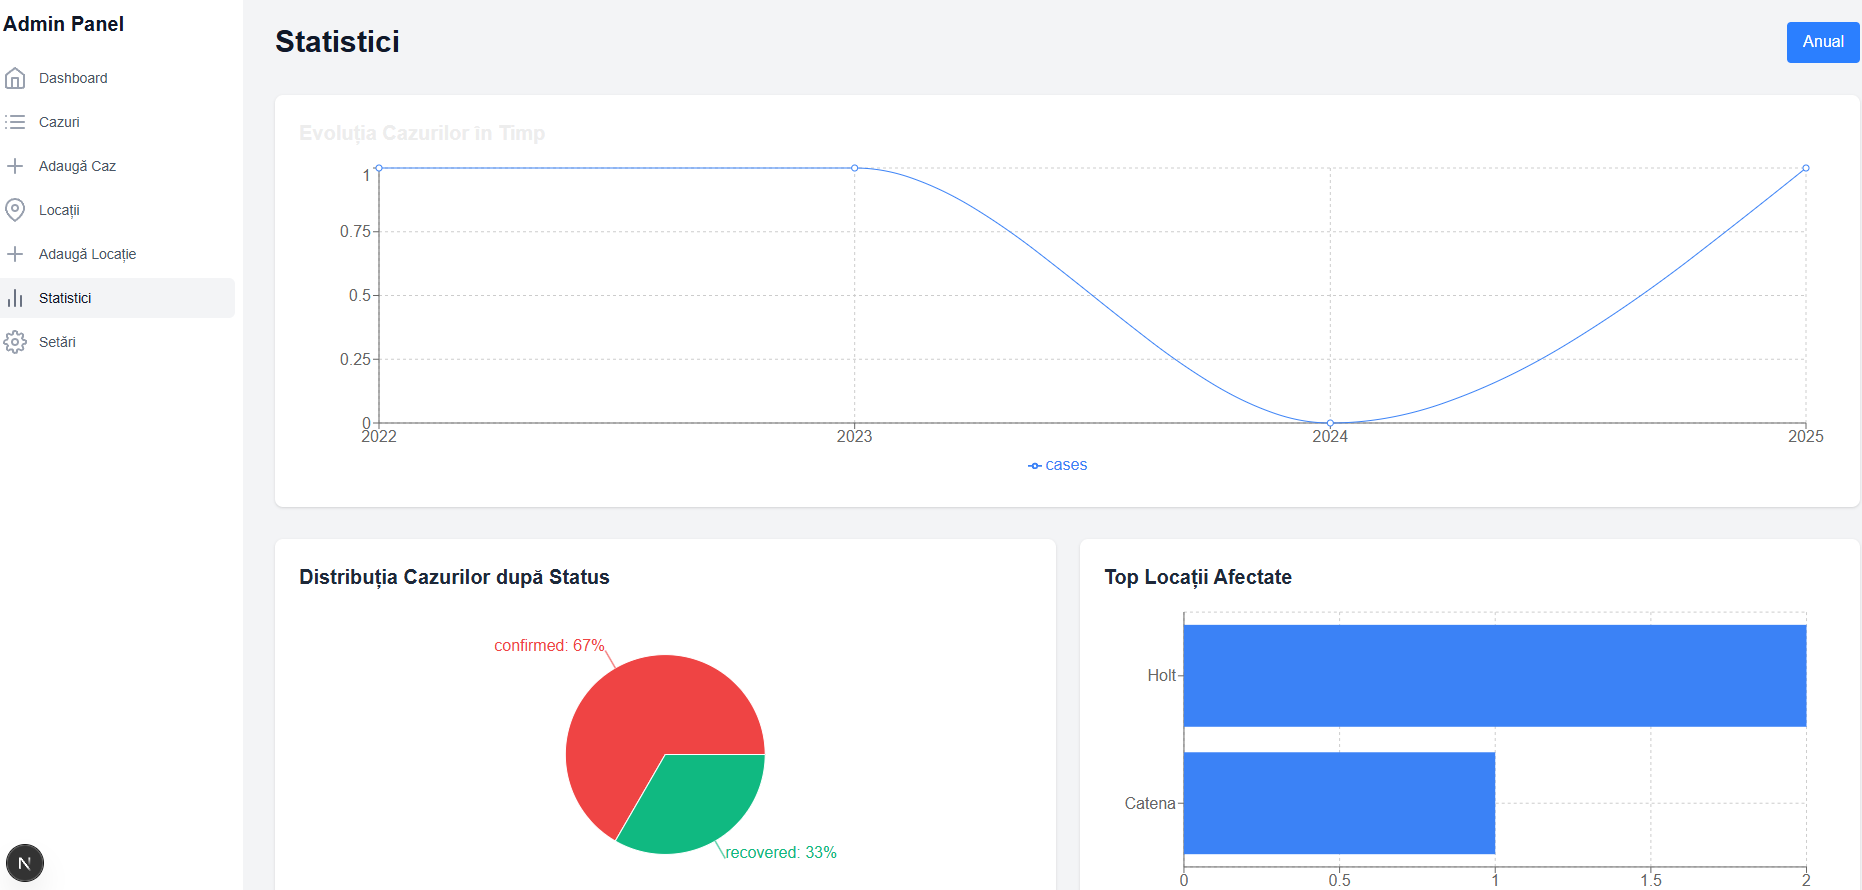 Admin Panel
Dashboard
Cazuri
Adaugă Caz
Locații
Adaugă Locație
Statistici
Setări
N
Statistici
Anual
Evoluția Cazurilor în Timp
1
0.75
0.5
0.25
0
2022 2023 2024 2025
cases
Distribuția Cazurilor după Status
confirmed: 67%
recovered: 33%
Top Locații Afectate
Holt
Catena
0 0.5 1 1.5 2